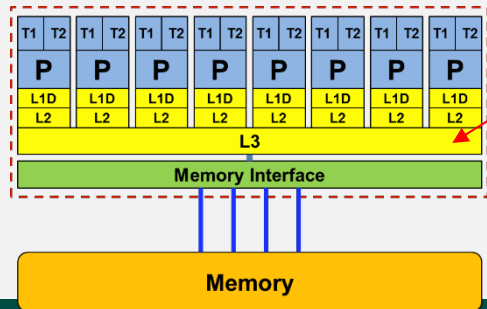 T1 T2 T1 T2 T1 T2 T1 T2 T1 T2 T1 T2 T1 T2 T1 T2
P P P P P P P P
L1D L1D L1D L1D L1D L1D L1D L1D
L2 L2 L2 L2 L2 L2 L2 L2
L3
Memory Interface
Memory